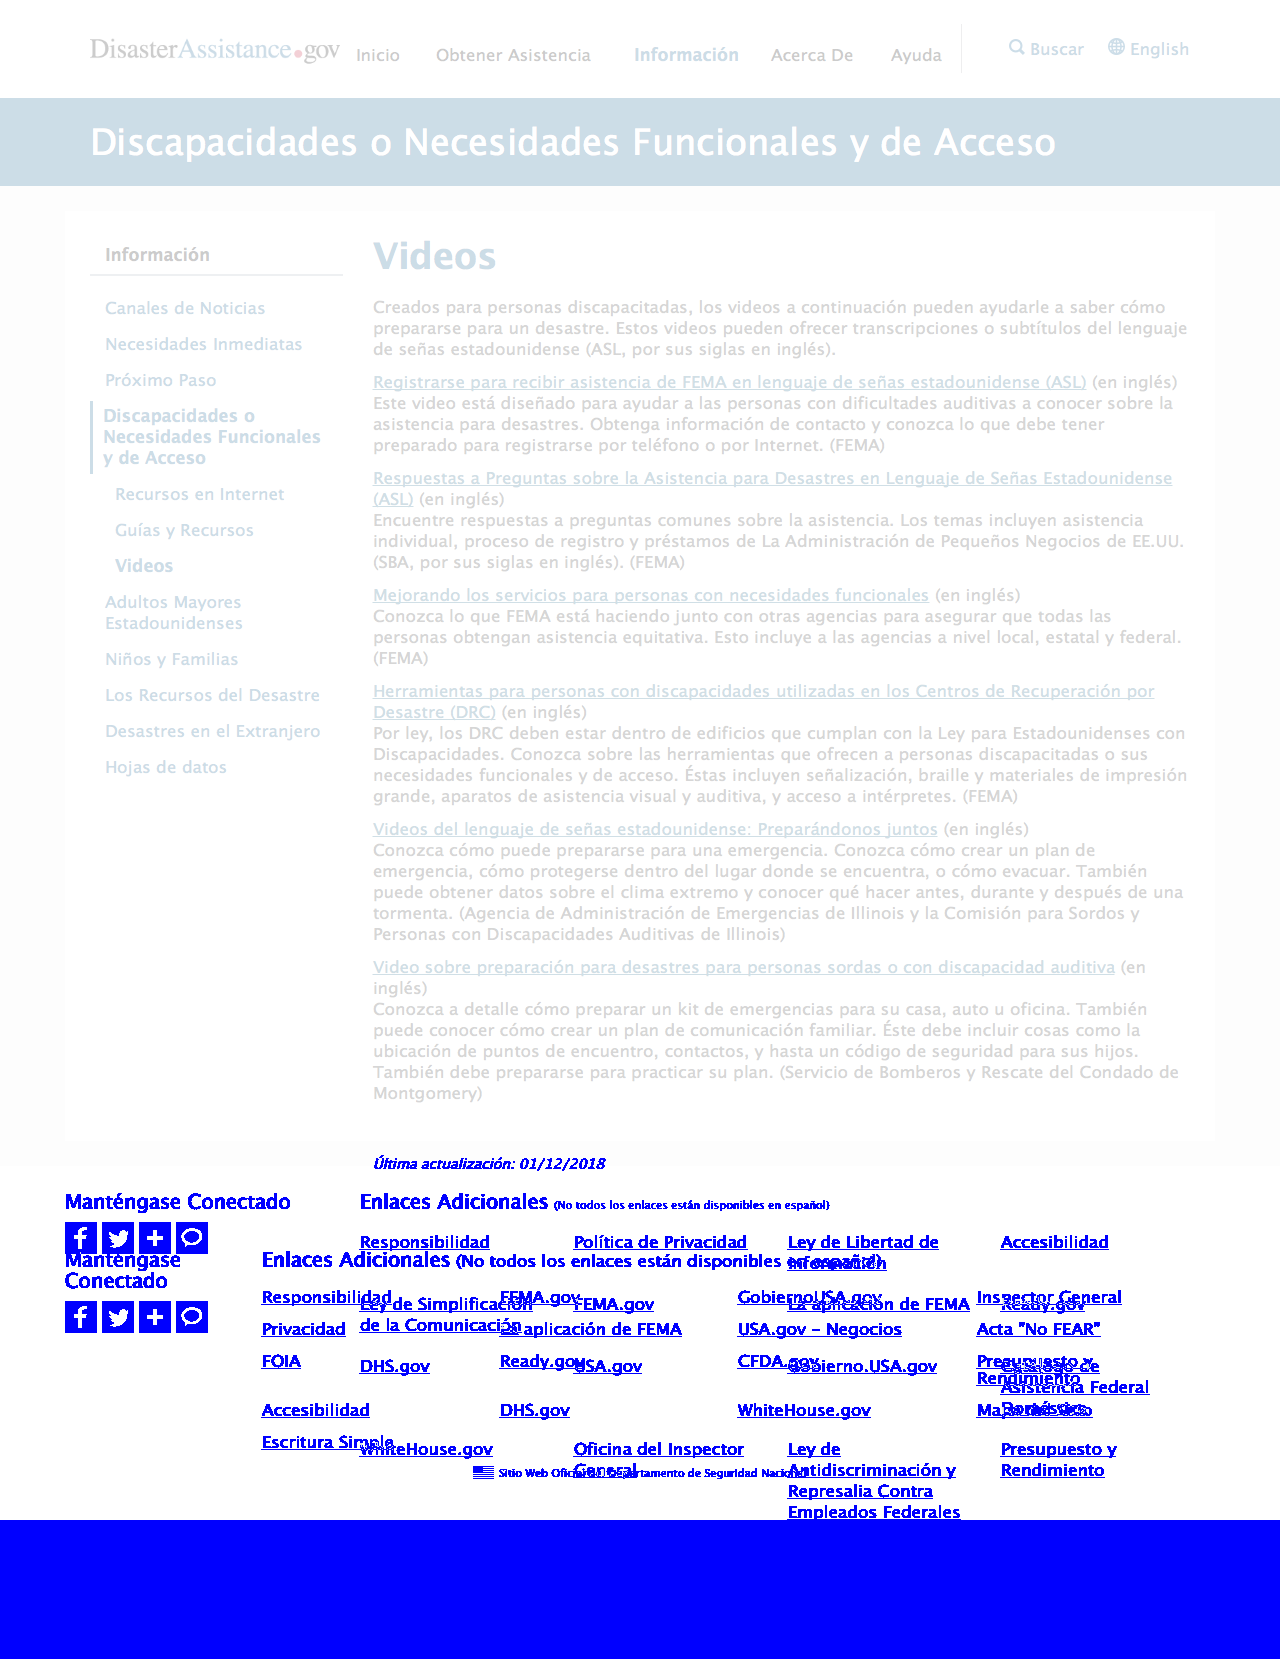 DisasterAssistance.gov
Inicio Obtener Asistencia Información Acerca De Ayuda Buscar English
Discapacidades o Necesidades Funcionales y de Acceso
Información
Canales de Noticias
Necesidades Inmediatas
Próximo Paso
Discapacidades o
Necesidades Funcionales
y de Acceso
Recursos en Internet
Guías y Recursos
Videos
Adultos Mayores
Estadounidenses
Niños y Familias
Los Recursos del Desastre
Desastres en el Extranjero
Hojas de datos
Videos
Creados para personas discapacitadas, los videos a continuación pueden ayudarle a saber cómo
prepararse para un desastre. Estos videos pueden ofrecer transcripciones o subtítulos del lenguaje
de señas estadounidense (ASL, por sus siglas en inglés).
Registrarse para recibir asistencia de FEMA en lenguaje de señas estadounidense (ASL) (en inglés)
Este video está diseñado para ayudar a las personas con dificultades auditivas a conocer sobre la
asistencia para desastres. Obtenga información de contacto y conozca lo que debe tener
preparado para registrarse por teléfono o por Internet. (FEMA)
Respuestas a Preguntas sobre la Asistencia para Desastres en Lenguaje de Señas Estadounidense
(ASL) (en inglés)
Encuentre respuestas a preguntas comunes sobre la asistencia. Los temas incluyen asistencia
individual, proceso de registro y préstamos de La Administración de Pequeños Negocios de EE.UU.
(SBA, por sus siglas en inglés). (FEMA)
Mejorando los servicios para personas con necesidades funcionales (en inglés)
Conozca lo que FEMA está haciendo junto con otras agencias para asegurar que todas las
personas obtengan asistencia equitativa. Esto incluye a las agencias a nivel local, estatal y federal.
(FEMA)
Herramientas para personas con discapacidades utilizadas en los Centros de Recuperación por
Desastre (DRC) (en inglés)
Por ley, los DRC deben estar dentro de edificios que cumplan con la Ley para Estadounidenses con
Discapacidades. Conozca sobre las herramientas que ofrecen a personas discapacitadas o sus
necesidades funcionales y de acceso. Éstas incluyen señalización, braille y materiales de impresión
grande, aparatos de asistencia visual y auditiva, y acceso a intérpretes. (FEMA)
Videos del lenguaje de señas estadounidense: Preparándonos juntos (en inglés)
Conozca cómo puede prepararse para una emergencia. Conozca cómo crear un plan de
emergencia, cómo protegerse dentro del lugar donde se encuentra, o cómo evacuar. También
puede obtener datos sobre el clima extremo y conocer qué hacer antes, durante y después de una
tormenta. (Agencia de Administración de Emergencias de Illinois y la Comisión para Sordos y
Personas con Discapacidades Auditivas de Illinois)
Video sobre preparación para desastres para personas sordas o con discapacidad auditiva (en
inglés)
Conozca a detalle cómo preparar un kit de emergencias para su casa, auto u oficina. También
puede conocer cómo crear un plan de comunicación familiar. Éste debe incluir cosas como la
ubicación de puntos de encuentro, contactos, y hasta un código de seguridad para sus hijos.
También debe prepararse para practicar su plan. (Servicio de Bomberos y Rescate del Condado de
Montgomery)
Última actualización: 01/12/2018
Manténgase Conectado
Enlaces Adicionales (No todos los enlaces están disponibles en español)
Responsibilidad Política de Privacidad Ley de Libertad de Accesibilidad
Información
Manténgase
Conectado
Enlaces Adicionales (No todos los enlaces están disponibles en español)
Responsibilidad FEMA.gov GobiernoUSA.gov Inspector General
Ley de Simplificación FEMA.gov La aplicación de FEMA Ready.gov
de la Comunicación
Privacidad La aplicación de FEMA USA.gov – Negocios Acta "No FEAR"
FOIA Ready.gov CFDA.gov Presupuesto y
Rendimiento
DHS.gov USA.gov Gobierno.USA.gov Catálogo de
Asistencia Federal
Accesibilidad DHS.gov WhiteHouse.gov
Escritura Simple
WhiteHouse.gov Oficina del Inspector Ley de Presupuesto y
General Antidiscriminación y Rendimiento
Represalia Contra
Empleados Federales
Sitio Web Oficial del Departamento de Seguridad Nacional